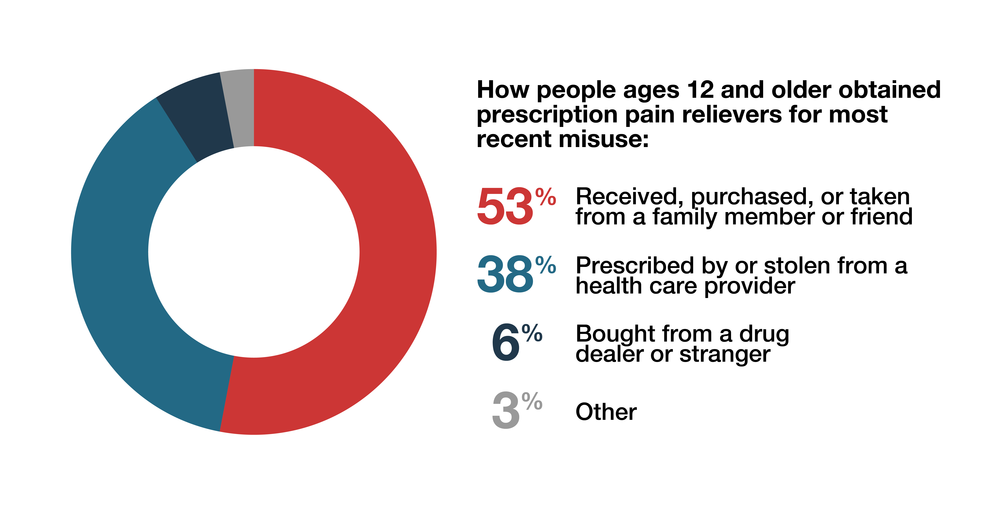 How people ages 12 and older obtained
prescription pain relievers for most
recent misuse:
53% Received, purchased, or taken
from a family member or friend
38% Prescribed by or stolen from a
health care provider
6% Bought from a drug
dealer or stranger
3% Other